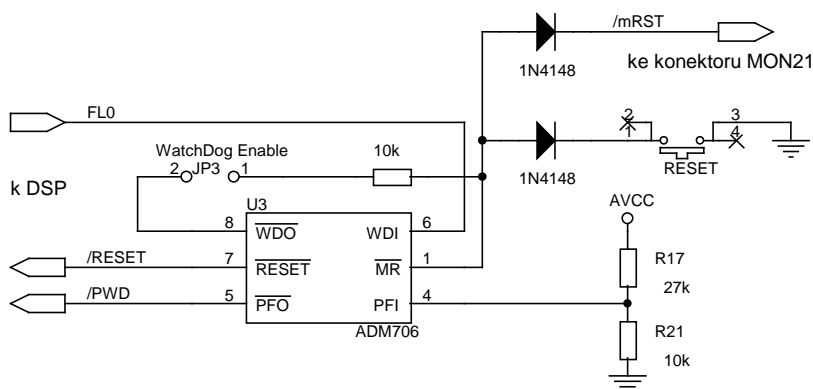 /mRST
ke konektoru MON21
1N4148
FL0
2
1
3
4
WatchDog Enable
10k
2 JP3 1
1N4148
RESET
k DSP
U3
AVCC
8 WDO WDI 6
/RESET 7 RESET MR 1
R17
27k
/PWD 5 PFO PFI 4
ADM706
R21
10k